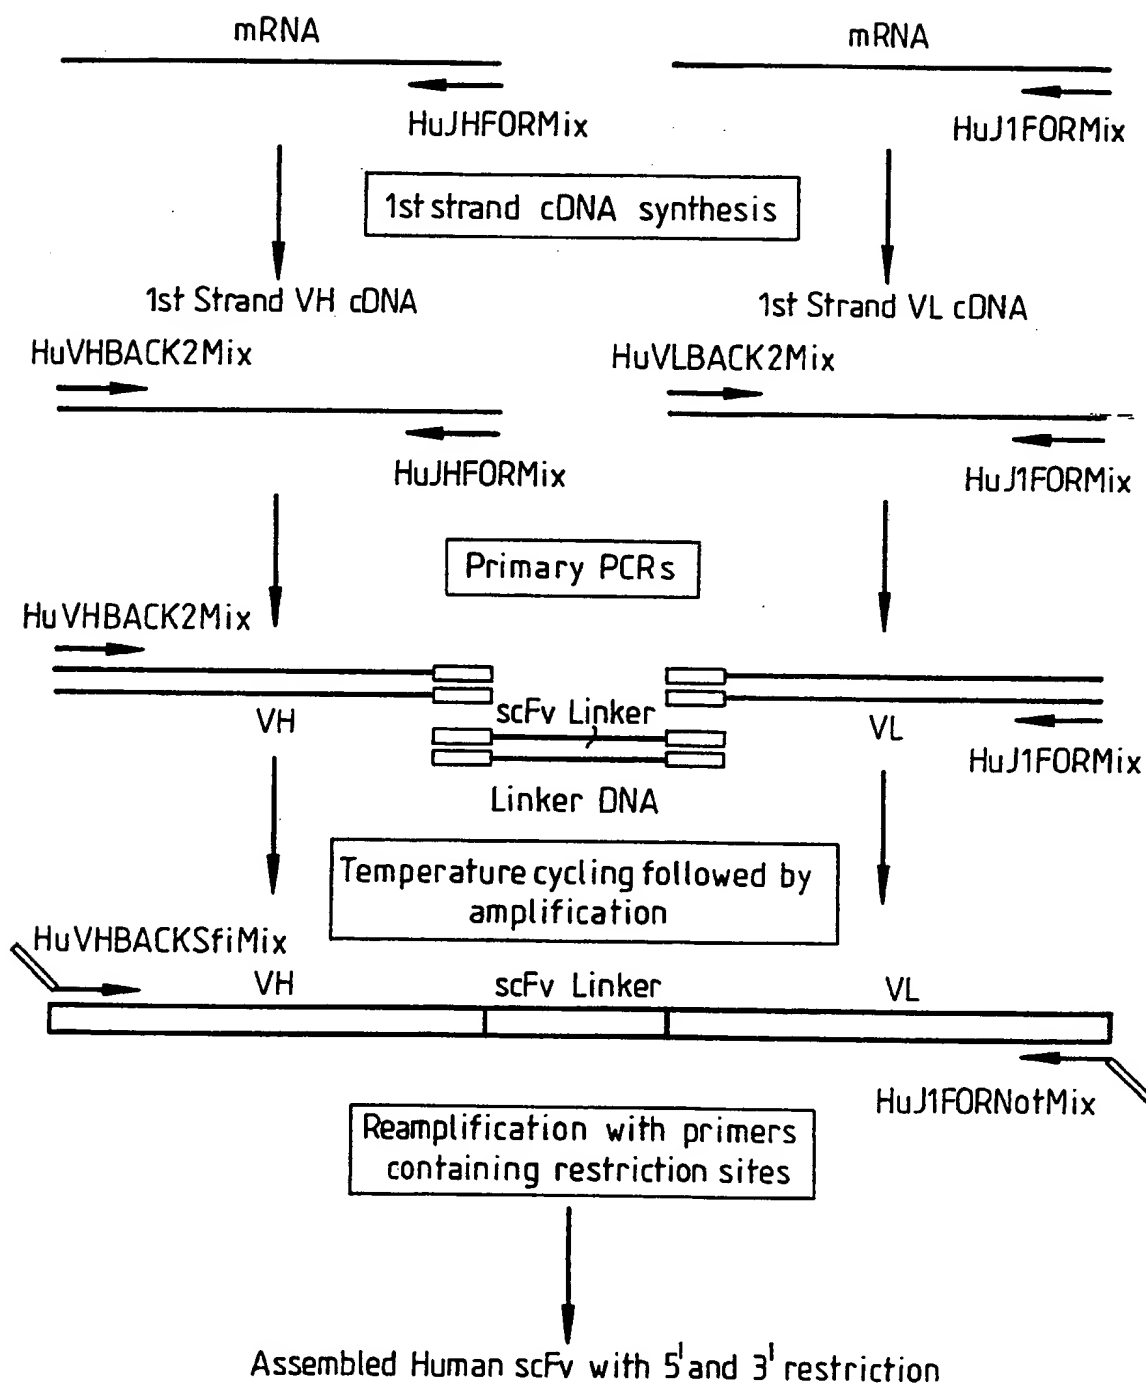 mRNA
mRNA
HuJHFORMix
HuJ1FORMix
1st strand cDNA synthesis
1st Strand VH cDNA
1st Strand VL cDNA
HuVHBACK2Mix
HuVLBACK2Mix
HuJHFORMix
HuJ1FORMix
Primary PCRs
HuVHBACK2Mix
VH
scFv Linker
VL
HuJ1FORMix
Linker DNA
Temperature cycling followed by
amplification
HuVHBACKSfiMix
VH
scFv Linker
VL
HuJ1FORNotMix
Reamplification with primers
containing restriction sites
Assembled Human scFv with 5' and 3' restriction